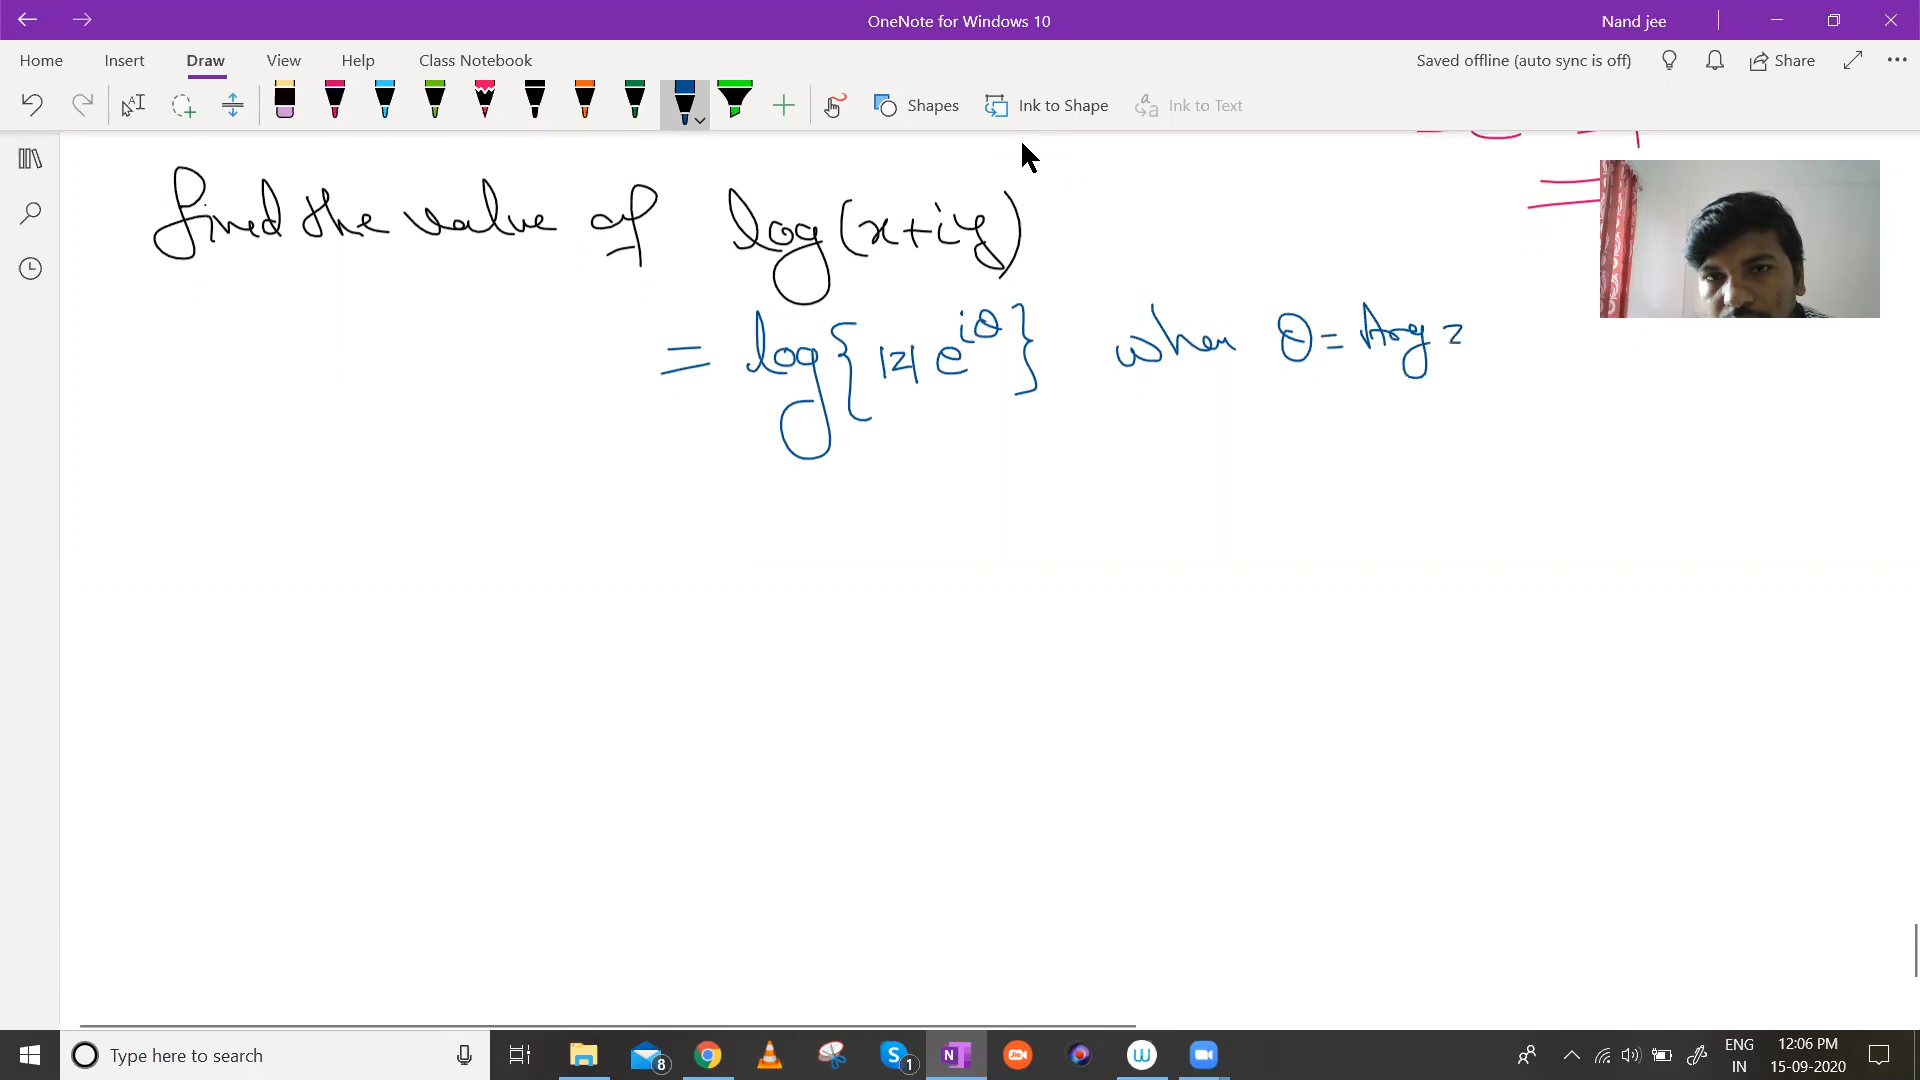 OneNote for Windows 10
Nand jee
Home Insert Draw View Help Class Notebook
Saved offline (auto sync is off) Share
Shapes Ink to Shape Ink to Text
find the value of log(x+iy)
= log{|z| e^{iθ}} when θ = Arg z
Type here to search
8
1
ENG
IN
12:06 PM
15-09-2020